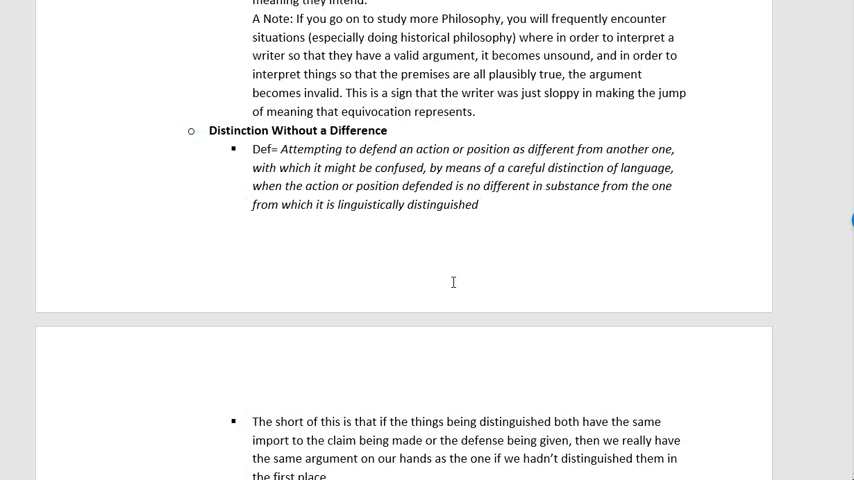 meaning they intend.
A Note: If you go on to study more Philosophy, you will frequently encounter
situations (especially doing historical philosophy) where in order to interpret a
writer so that they have a valid argument, it becomes unsound, and in order to
interpret things so that the premises are all plausibly true, the argument
becomes invalid. This is a sign that the writer was just sloppy in making the jump
of meaning that equivocation represents.
o Distinction Without a Difference
▪ Def= Attempting to defend an action or position as different from another one,
with which it might be confused, by means of a careful distinction of language,
when the action or position defended is no different in substance from the one
from which it is linguistically distinguished
▪ The short of this is that if the things being distinguished both have the same
import to the claim being made or the defense being given, then we really have
the same argument on our hands as the one if we hadn't distinguished them in
the first place.